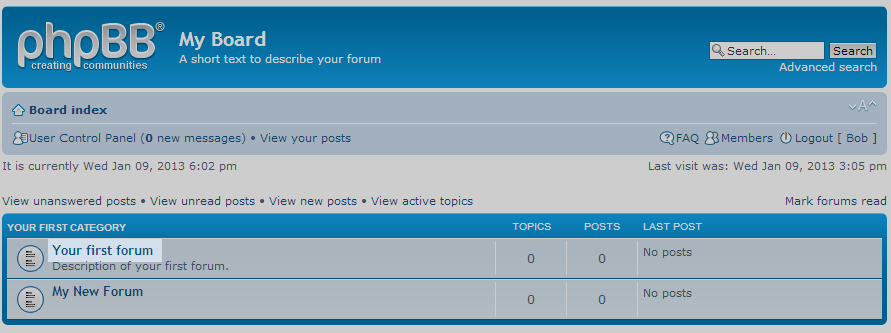 phpBB®
creating communities
My Board
A short text to describe your forum
Search...
Search
Advanced search
Board index
A
User Control Panel (0 new messages) • View your posts
FAQ Members Logout [ Bob ]
It is currently Wed Jan 09, 2013 6:02 pm
Last visit was: Wed Jan 09, 2013 3:05 pm
View unanswered posts • View unread posts • View new posts • View active topics
Mark forums read
YOUR FIRST CATEGORY TOPICS POSTS LAST POST
Your first forum
Description of your first forum.
0 0 No posts
My New Forum
0 0 No posts